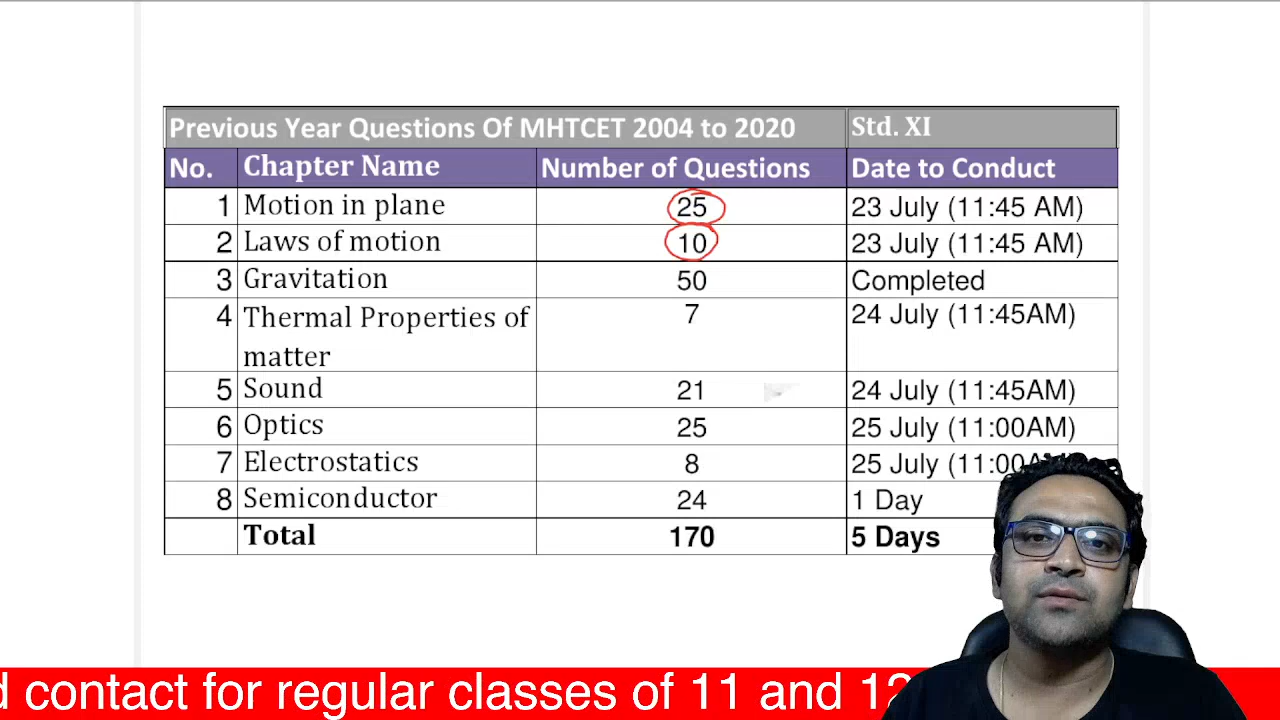 Previous Year Questions Of MHTCET 2004 to 2020 Std. XI
No. Chapter Name Number of Questions Date to Conduct
1 Motion in plane 25 23 July (11:45 AM)
2 Laws of motion 10 23 July (11:45 AM)
3 Gravitation 50 Completed
4 Thermal Properties of 7 24 July (11:45AM)
matter
5 Sound 21 24 July (11:45AM)
6 Optics 25 25 July (11:00AM)
7 Electrostatics 8 25 July (11:00AM)
8 Semiconductor 24 1 Day
Total 170 5 Days
contact for regular classes of 11 and